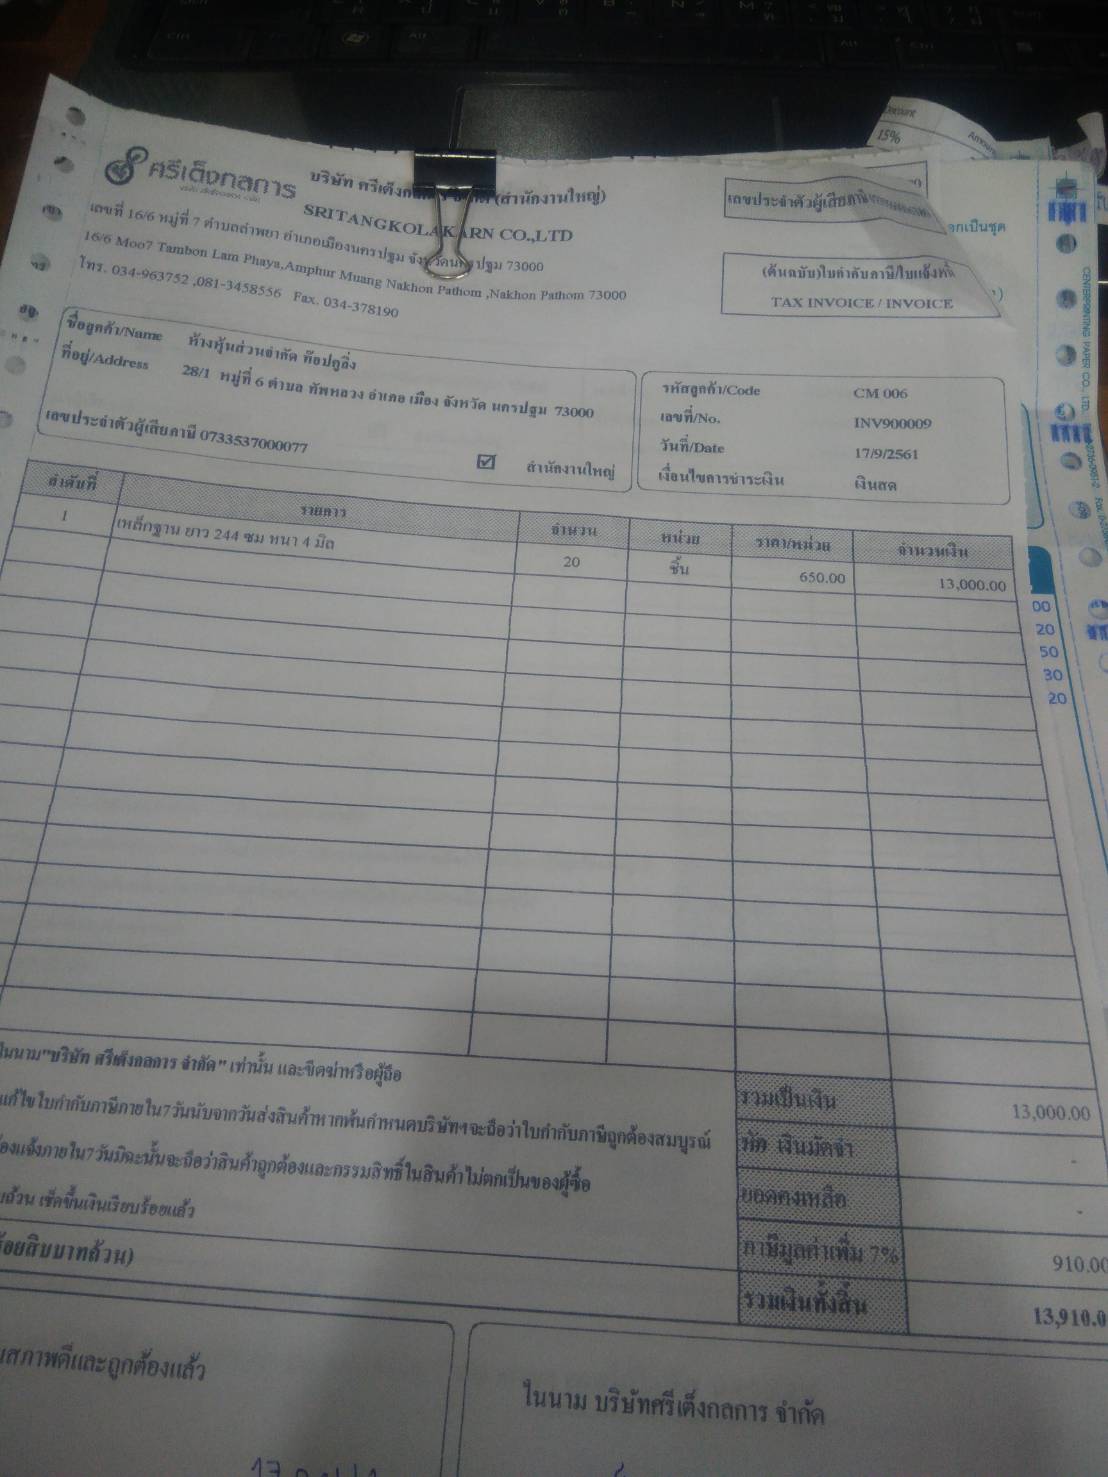 ศรีเต็งกลการ
บริษัท ศรีเต็งกล (สำนักงานใหญ่)
SRITANGKOLAKARN CO.,LTD
เลขที่ 16/6 หมู่ที่ 7 ตำบลลำพยา อำเภอเมืองนครปฐม จังหวัดนครปฐม 73000
16/6 Moo7 Tambon Lam Phaya,Amphur Muang Nakhon Pathom ,Nakhon Pathom 73000
โทร. 034-963752 ,081-3458556 Fax. 034-378190
เลขประจำตัวผู้เสียภาษี
อกเป็นชุด
(ต้นฉบับ)ใบกำกับภาษี/ใบแจ้งหนี้
TAX INVOICE / INVOICE
15%
CENTERPRINTING PAPER CO., LTD.
ชื่อลูกค้า/Name ห้างหุ้นส่วนจำกัด ท๊อปคูลิ่ง
ที่อยู่/Address 28/1 หมู่ที่ 6 ตำบล ทัพหลวง อำเภอ เมือง จังหวัด นครปฐม 73000
เลขประจำตัวผู้เสียภาษี 0733537000077
☑ สำนักงานใหญ่
รหัสลูกค้า/Code CM 006
เลขที่/No. INV900009
วันที่/Date 17/9/2561
เงื่อนไขการชำระเงิน เงินสด
ลำดับที่ รายการ จำนวน หน่วย ราคา/หน่วย จำนวนเงิน
1 เหล็กฐาน ยาว 244 ซม หนา 4 มิล 20 ชิ้น 650.00 13,000.00
00
20
50
30
20
ในนาม"บริษัท ศรีเต็งกลการ จำกัด" เท่านั้น และขีดฆ่าหรือผู้ถือ
แก้ไขใบกำกับภาษีภายใน7วันนับจากวันส่งสินค้าหากพ้นกำหนดบริษัทฯจะถือว่าใบกำกับภาษีถูกต้องสมบูรณ์
องแจ้งภายใน7วันมิฉะนั้นจะถือว่าสินค้าถูกต้องและกรรมสิทธิ์ในสินค้าไม่ตกเป็นของผู้ซื้อ
บถ้วน เช็คขึ้นเงินเรียบร้อยแล้ว
ร้อยสิบบาทถ้วน)
รวมเป็นเงิน 13,000.00
หัก เงินมัดจำ -
ยอดคงเหลือ -
ภาษีมูลค่าเพิ่ม 7% 910.00
รวมเงินทั้งสิ้น 13,910.0
นสภาพดีและถูกต้องแล้ว
ในนาม บริษัทศรีเต็งกลการ จำกัด